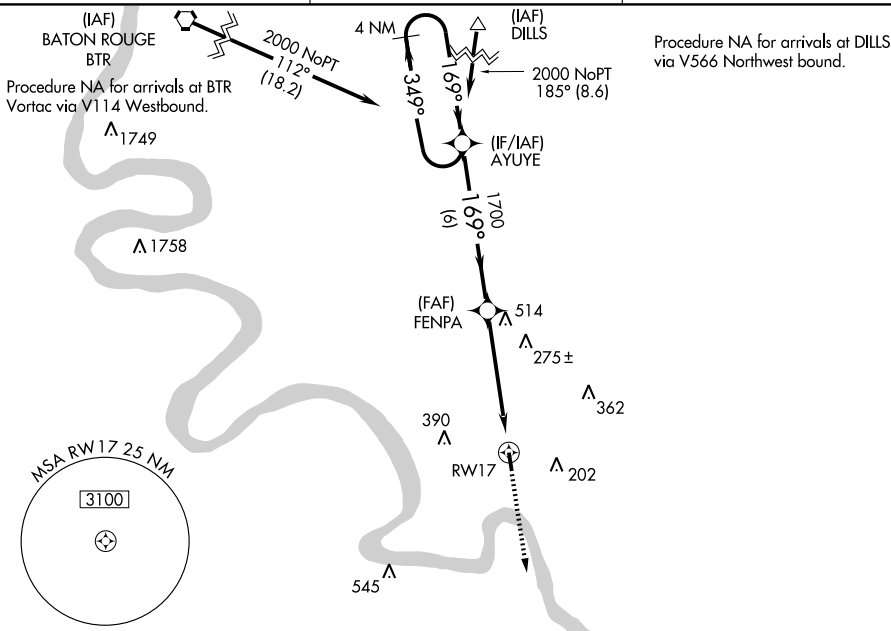 (IAF)
BATON ROUGE
BTR
Procedure NA for arrivals at BTR
Vortac via V114 Westbound.
2000 NoPT
112°
(18.2)
4 NM
349°
169°
(IAF)
DILLS
2000 NoPT
185° (8.6)
Procedure NA for arrivals at DILLS
via V566 Northwest bound.
1749
(IF/IAF)
AYUYE
1700
169°
(6)
1758
(FAF)
FENPA
514
275±
362
390
RW17
202
MSA RW17 25 NM
3100
545